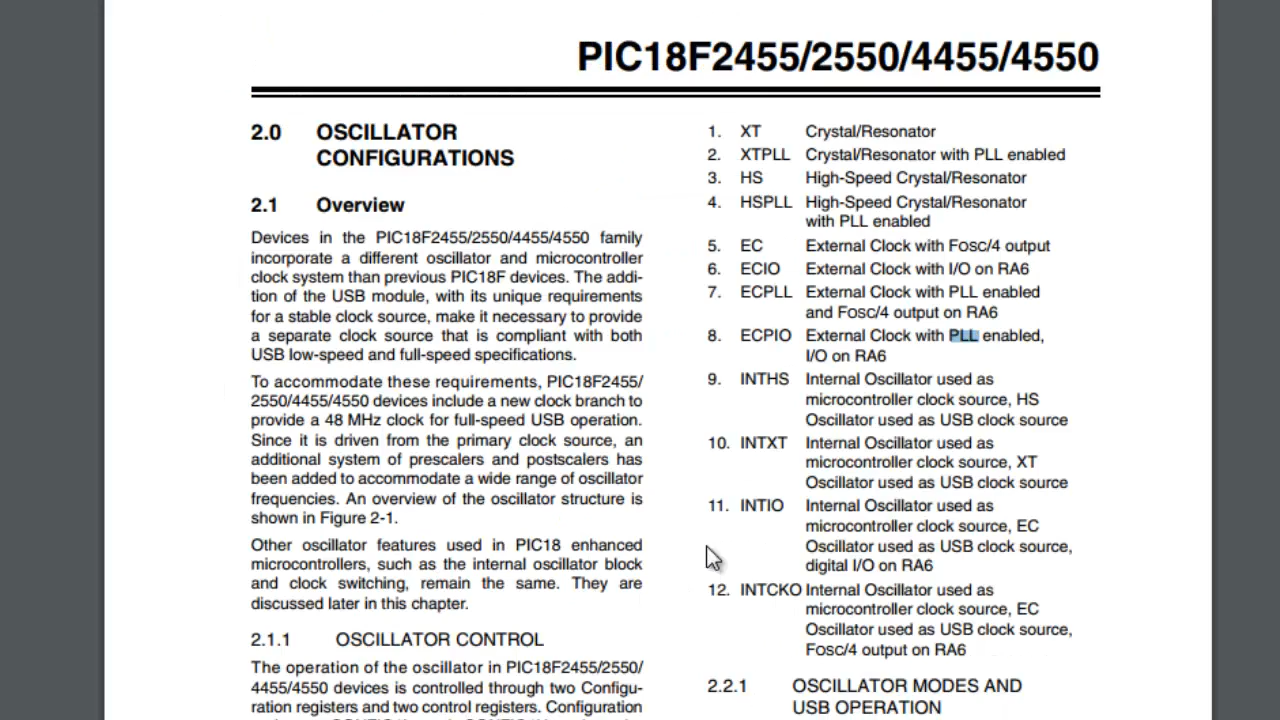 PIC18F2455/2550/4455/4550
2.0 OSCILLATOR
CONFIGURATIONS
2.1 Overview
Devices in the PIC18F2455/2550/4455/4550 family
incorporate a different oscillator and microcontroller
clock system than previous PIC18F devices. The addi-
tion of the USB module, with its unique requirements
for a stable clock source, make it necessary to provide
a separate clock source that is compliant with both
USB low-speed and full-speed specifications.
To accommodate these requirements, PIC18F2455/
2550/4455/4550 devices include a new clock branch to
provide a 48 MHz clock for full-speed USB operation.
Since it is driven from the primary clock source, an
additional system of prescalers and postscalers has
been added to accommodate a wide range of oscillator
frequencies. An overview of the oscillator structure is
shown in Figure 2-1.
Other oscillator features used in PIC18 enhanced
microcontrollers, such as the internal oscillator block
and clock switching, remain the same. They are
discussed later in this chapter.
2.1.1 OSCILLATOR CONTROL
The operation of the oscillator in PIC18F2455/2550/
4455/4550 devices is controlled through two Configu-
ration registers and two control registers. Configuration
1. XT Crystal/Resonator
2. XTPLL Crystal/Resonator with PLL enabled
3. HS High-Speed Crystal/Resonator
4. HSPLL High-Speed Crystal/Resonator
with PLL enabled
5. EC External Clock with FOSC/4 output
6. ECIO External Clock with I/O on RA6
7. ECPLL External Clock with PLL enabled
and FOSC/4 output on RA6
8. ECPIO External Clock with PLL enabled,
I/O on RA6
9. INTHS Internal Oscillator used as
microcontroller clock source, HS
Oscillator used as USB clock source
10. INTXT Internal Oscillator used as
microcontroller clock source, XT
Oscillator used as USB clock source
11. INTIO Internal Oscillator used as
microcontroller clock source, EC
Oscillator used as USB clock source,
digital I/O on RA6
12. INTCKO Internal Oscillator used as
microcontroller clock source, EC
Oscillator used as USB clock source,
FOSC/4 output on RA6
2.2.1 OSCILLATOR MODES AND
USB OPERATION